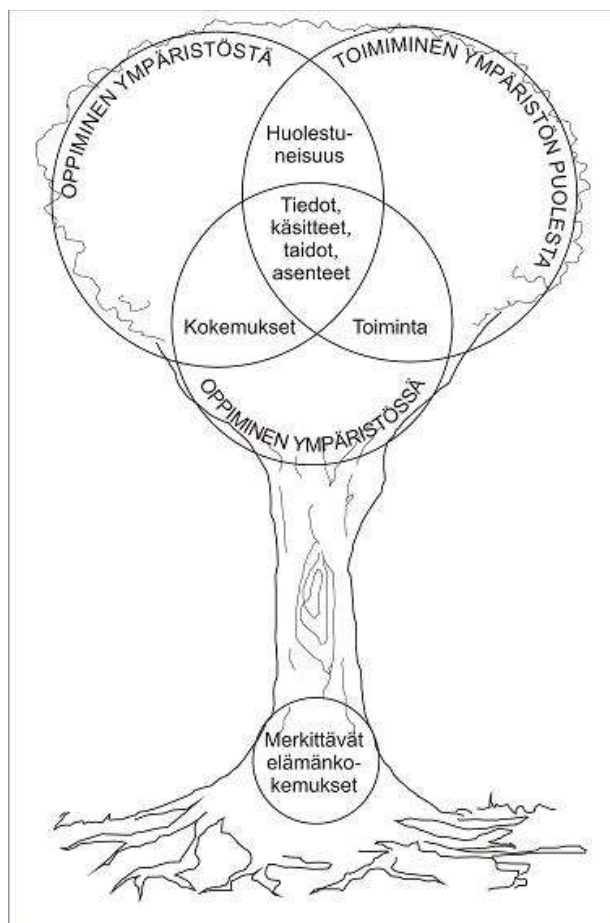 OPPIMINEN YMPÄRISTÖSTÄ
TOIMIMINEN YMPÄRISTÖN PUOLESTA
Huolestu-
neisuus
Tiedot,
käsitteet,
taidot,
asenteet
Kokemukset
Toiminta
OPPIMINEN YMPÄRISTÖSSÄ
Merkittävät
elämänko-
kemukset